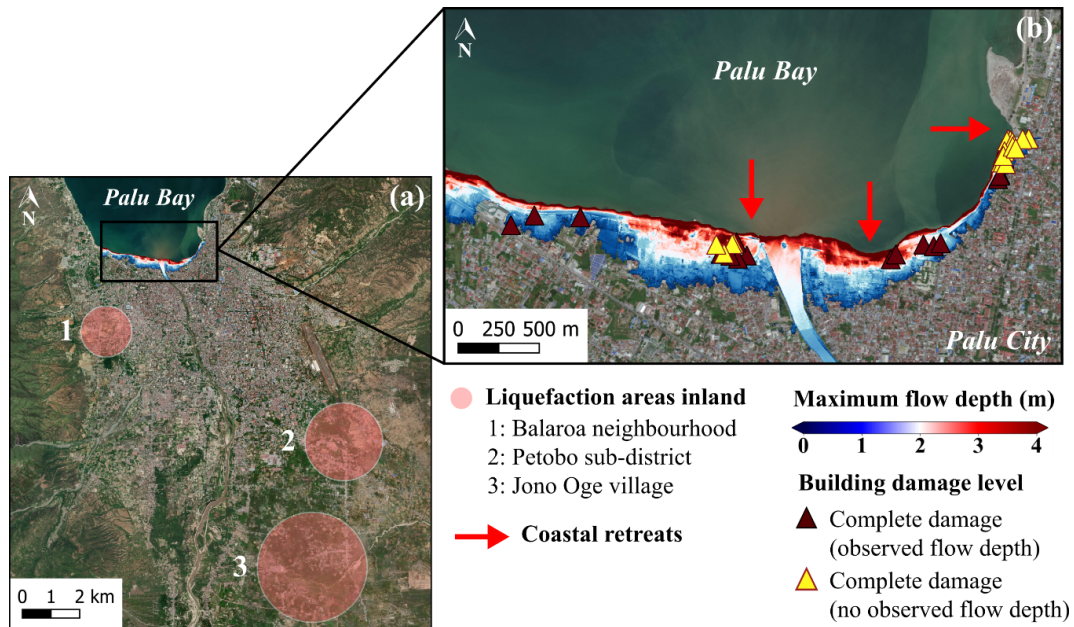 (a)
N
Palu Bay
1
2
3
0 1 2 km
(b)
N
Palu Bay
0 250 500 m
Palu City
Liquefaction areas inland
1: Balaroa neighbourhood
2: Petobo sub-district
3: Jono Oge village
Coastal retreats
Maximum flow depth (m)
0 1 2 3 4
Building damage level
Complete damage
(observed flow depth)
Complete damage
(no observed flow depth)